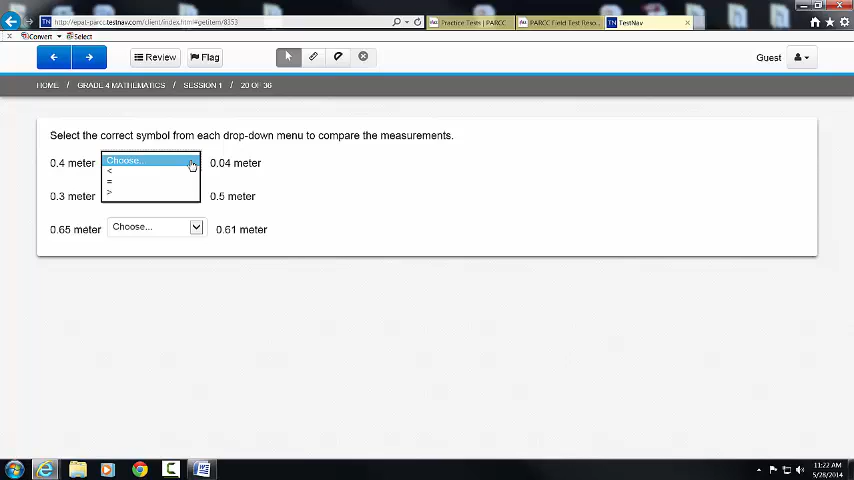 http://epat-parcc.testnav.com/client/index.html#getitem/8353
Practice Tests | PARCC
PARCC Field Test Reso...
TestNav
Convert
Select
Review
Flag
Guest
HOME / GRADE 4 MATHEMATICS / SESSION 1 / 20 OF 36
Select the correct symbol from each drop-down menu to compare the measurements.
0.4 meter Choose... 0.04 meter
<
=
>
0.3 meter 0.5 meter
0.65 meter Choose... 0.61 meter
11:22 AM
5/28/2014